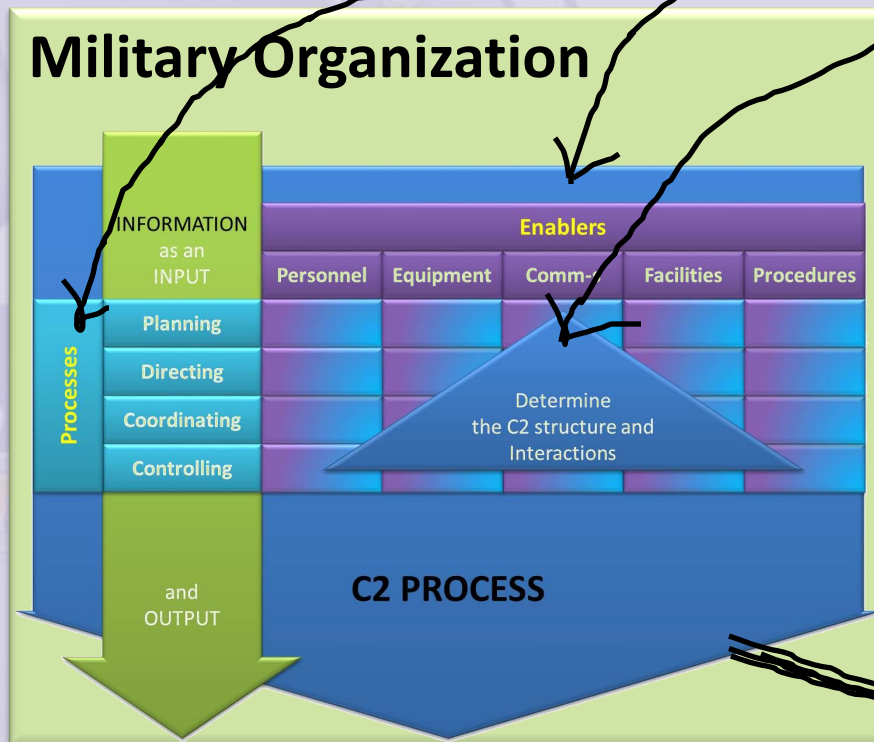 Military Organization
INFORMATION
as an
INPUT
Enablers
Personnel
Equipment
Comm-s
Facilities
Procedures
Processes
Planning
Directing
Coordinating
Controlling
Determine
the C2 structure and
Interactions
and
OUTPUT
C2 PROCESS